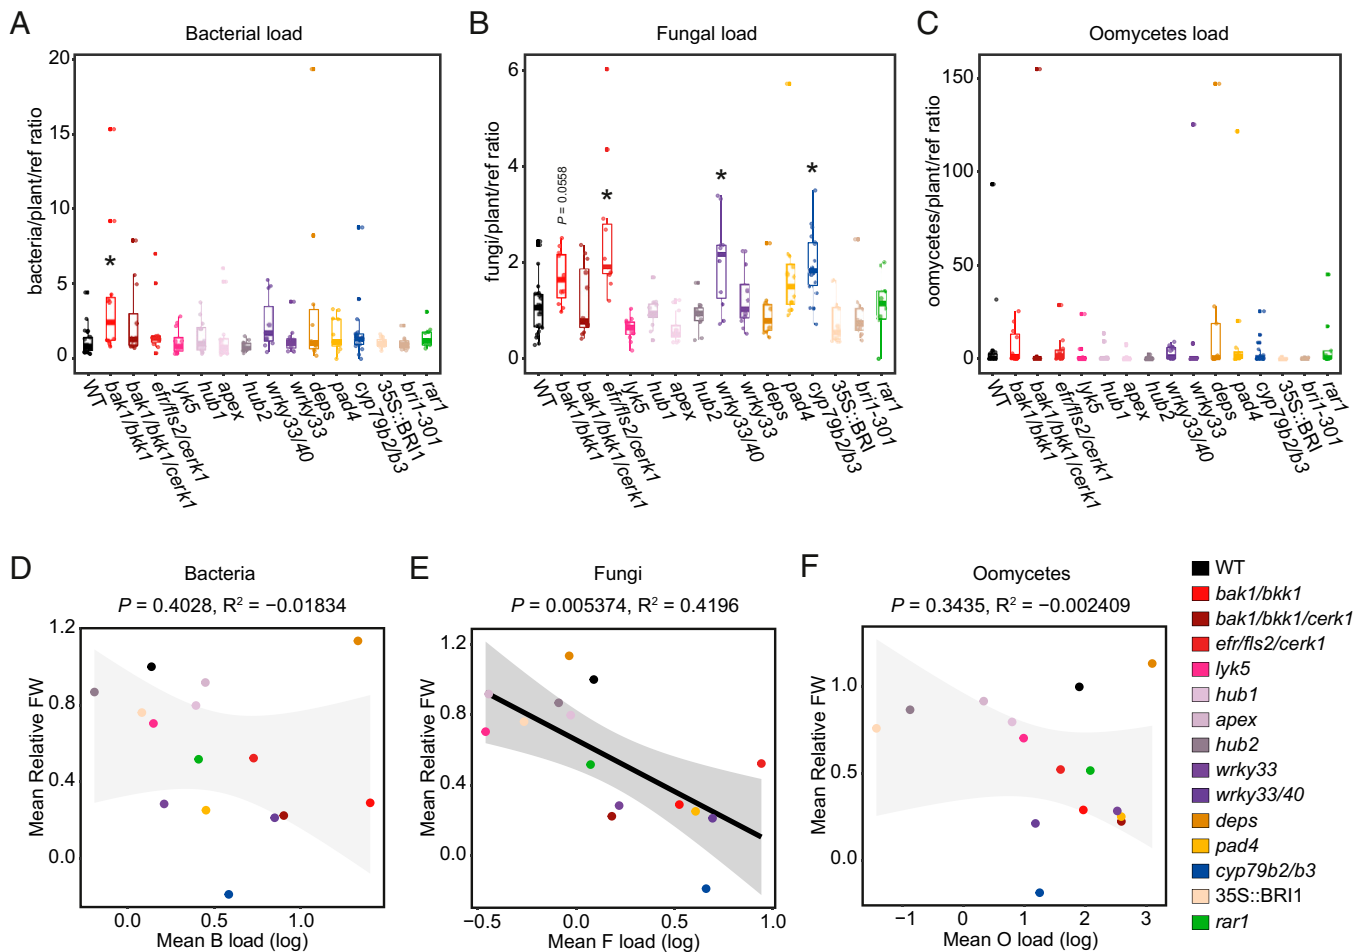 A
Bacterial load
bacteria/plant/ref ratio
20
15
10
5
0
*
WT
bak1/bkk1
bak1/bkk1/cerk1
efr/fls2/cerk1
lyk5
hub1
apex
hub2
wrky33/40
wrky33
deps
pad4
cyp79b2/b3
35S::BRI1
bri1-301
rar1
B
Fungal load
fungi/plant/ref ratio
6
4
2
0
P = 0.0558
*
*
*
WT
bak1/bkk1
bak1/bkk1/cerk1
efr/fls2/cerk1
lyk5
hub1
apex
hub2
wrky33/40
wrky33
deps
pad4
cyp79b2/b3
35S::BRI
bri1-301
rar1
C
Oomycetes load
oomycetes/plant/ref ratio
150
100
50
0
WT
bak1/bkk1
bak1/bkk1/cerk1
efr/fls2/cerk1
lyk5
hub1
apex
hub2
wrky33/40
wrky33
deps
pad4
cyp79b2/b3
35S::BRI
bri1-301
rar1
D
Bacteria
P = 0.4028, R² = −0.01834
Mean Relative FW
1.2
0.8
0.4
0.0
0.0 0.5 1.0
Mean B load (log)
E
Fungi
P = 0.005374, R² = 0.4196
Mean Relative FW
1.2
0.8
0.4
0.0
−0.5 0.0 0.5 1.0
Mean F load (log)
F
Oomycetes
P = 0.3435, R² = −0.002409
Mean Relative FW
1.0
0.5
0.0
−1 0 1 2 3
Mean O load (log)
WT
bak1/bkk1
bak1/bkk1/cerk1
efr/fls2/cerk1
lyk5
hub1
apex
hub2
wrky33
wrky33/40
deps
pad4
cyp79b2/b3
35S::BRI1
rar1